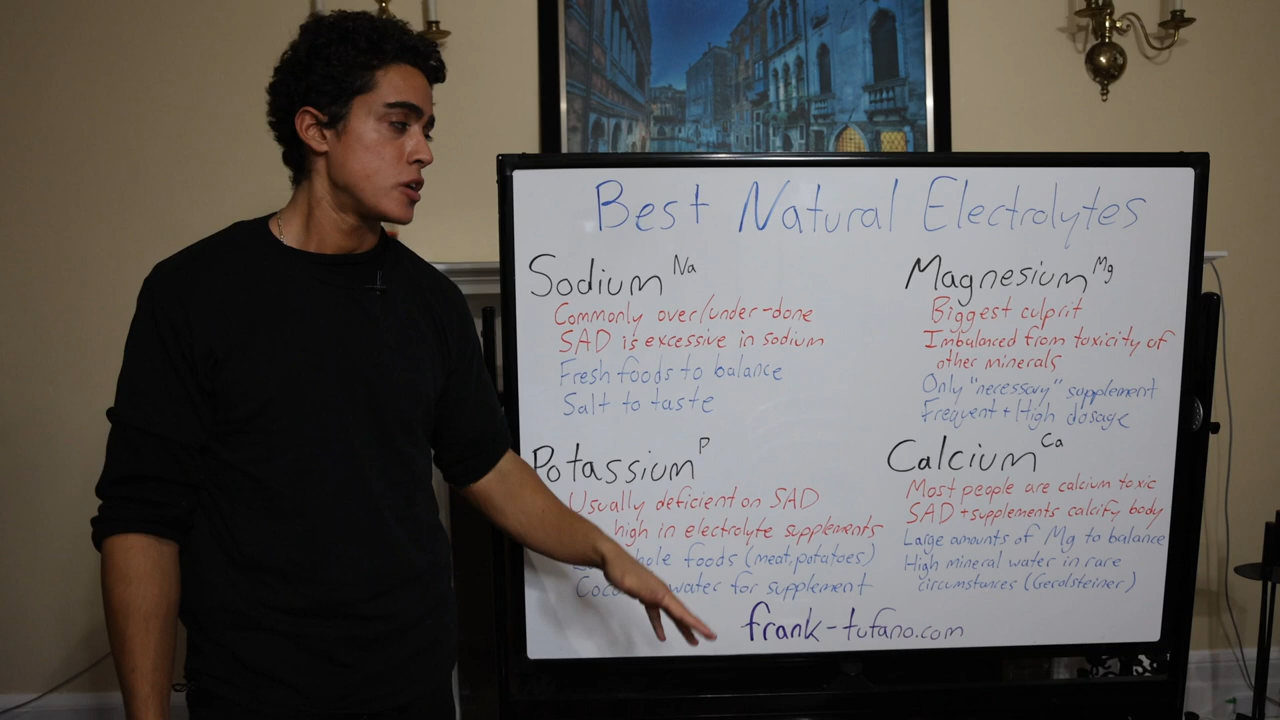 Best Natural Electrolytes
Sodium Na
Commonly over/under-done
SAD is excessive in sodium
Fresh foods to balance
Salt to taste
Magnesium Mg
Biggest culprit
Imbalanced from toxicity of
other minerals
Only "necessary" supplement
Frequent + High dosage
Potassium P
Usually deficient on SAD
high in electrolyte supplements
foods (meat, potatoes)
water for supplement
Calcium Ca
Most people are calcium toxic
SAD + supplements calcify body
Large amounts of Mg to balance
High mineral water in rare
circumstances (Gerolsteiner)
frank-tufano.com